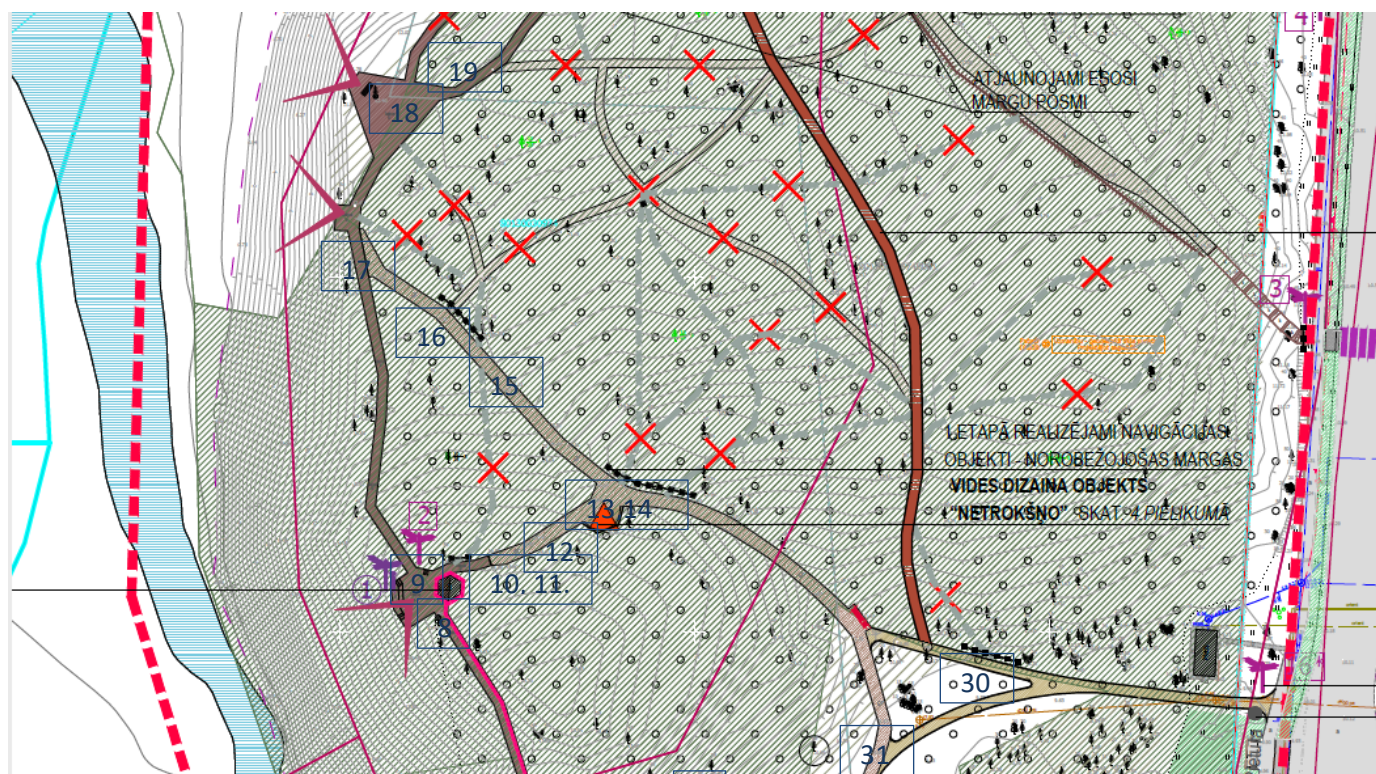 4
19
18
ATJAUNOJAMI ESOŠI
MARGU POSMI
17
3
16
15
I ETAPĀ REALIZĒJAMI NAVIGĀCIJAS
OBJEKTI - NOROBEŽOJOŠAS MARGAS
VIDES DIZAINA OBJEKTS
"NETROKŠŅO" SKAT. 4.PIELIKUMĀ
13
14
2
12
1
9
10. 11.
8
30
31